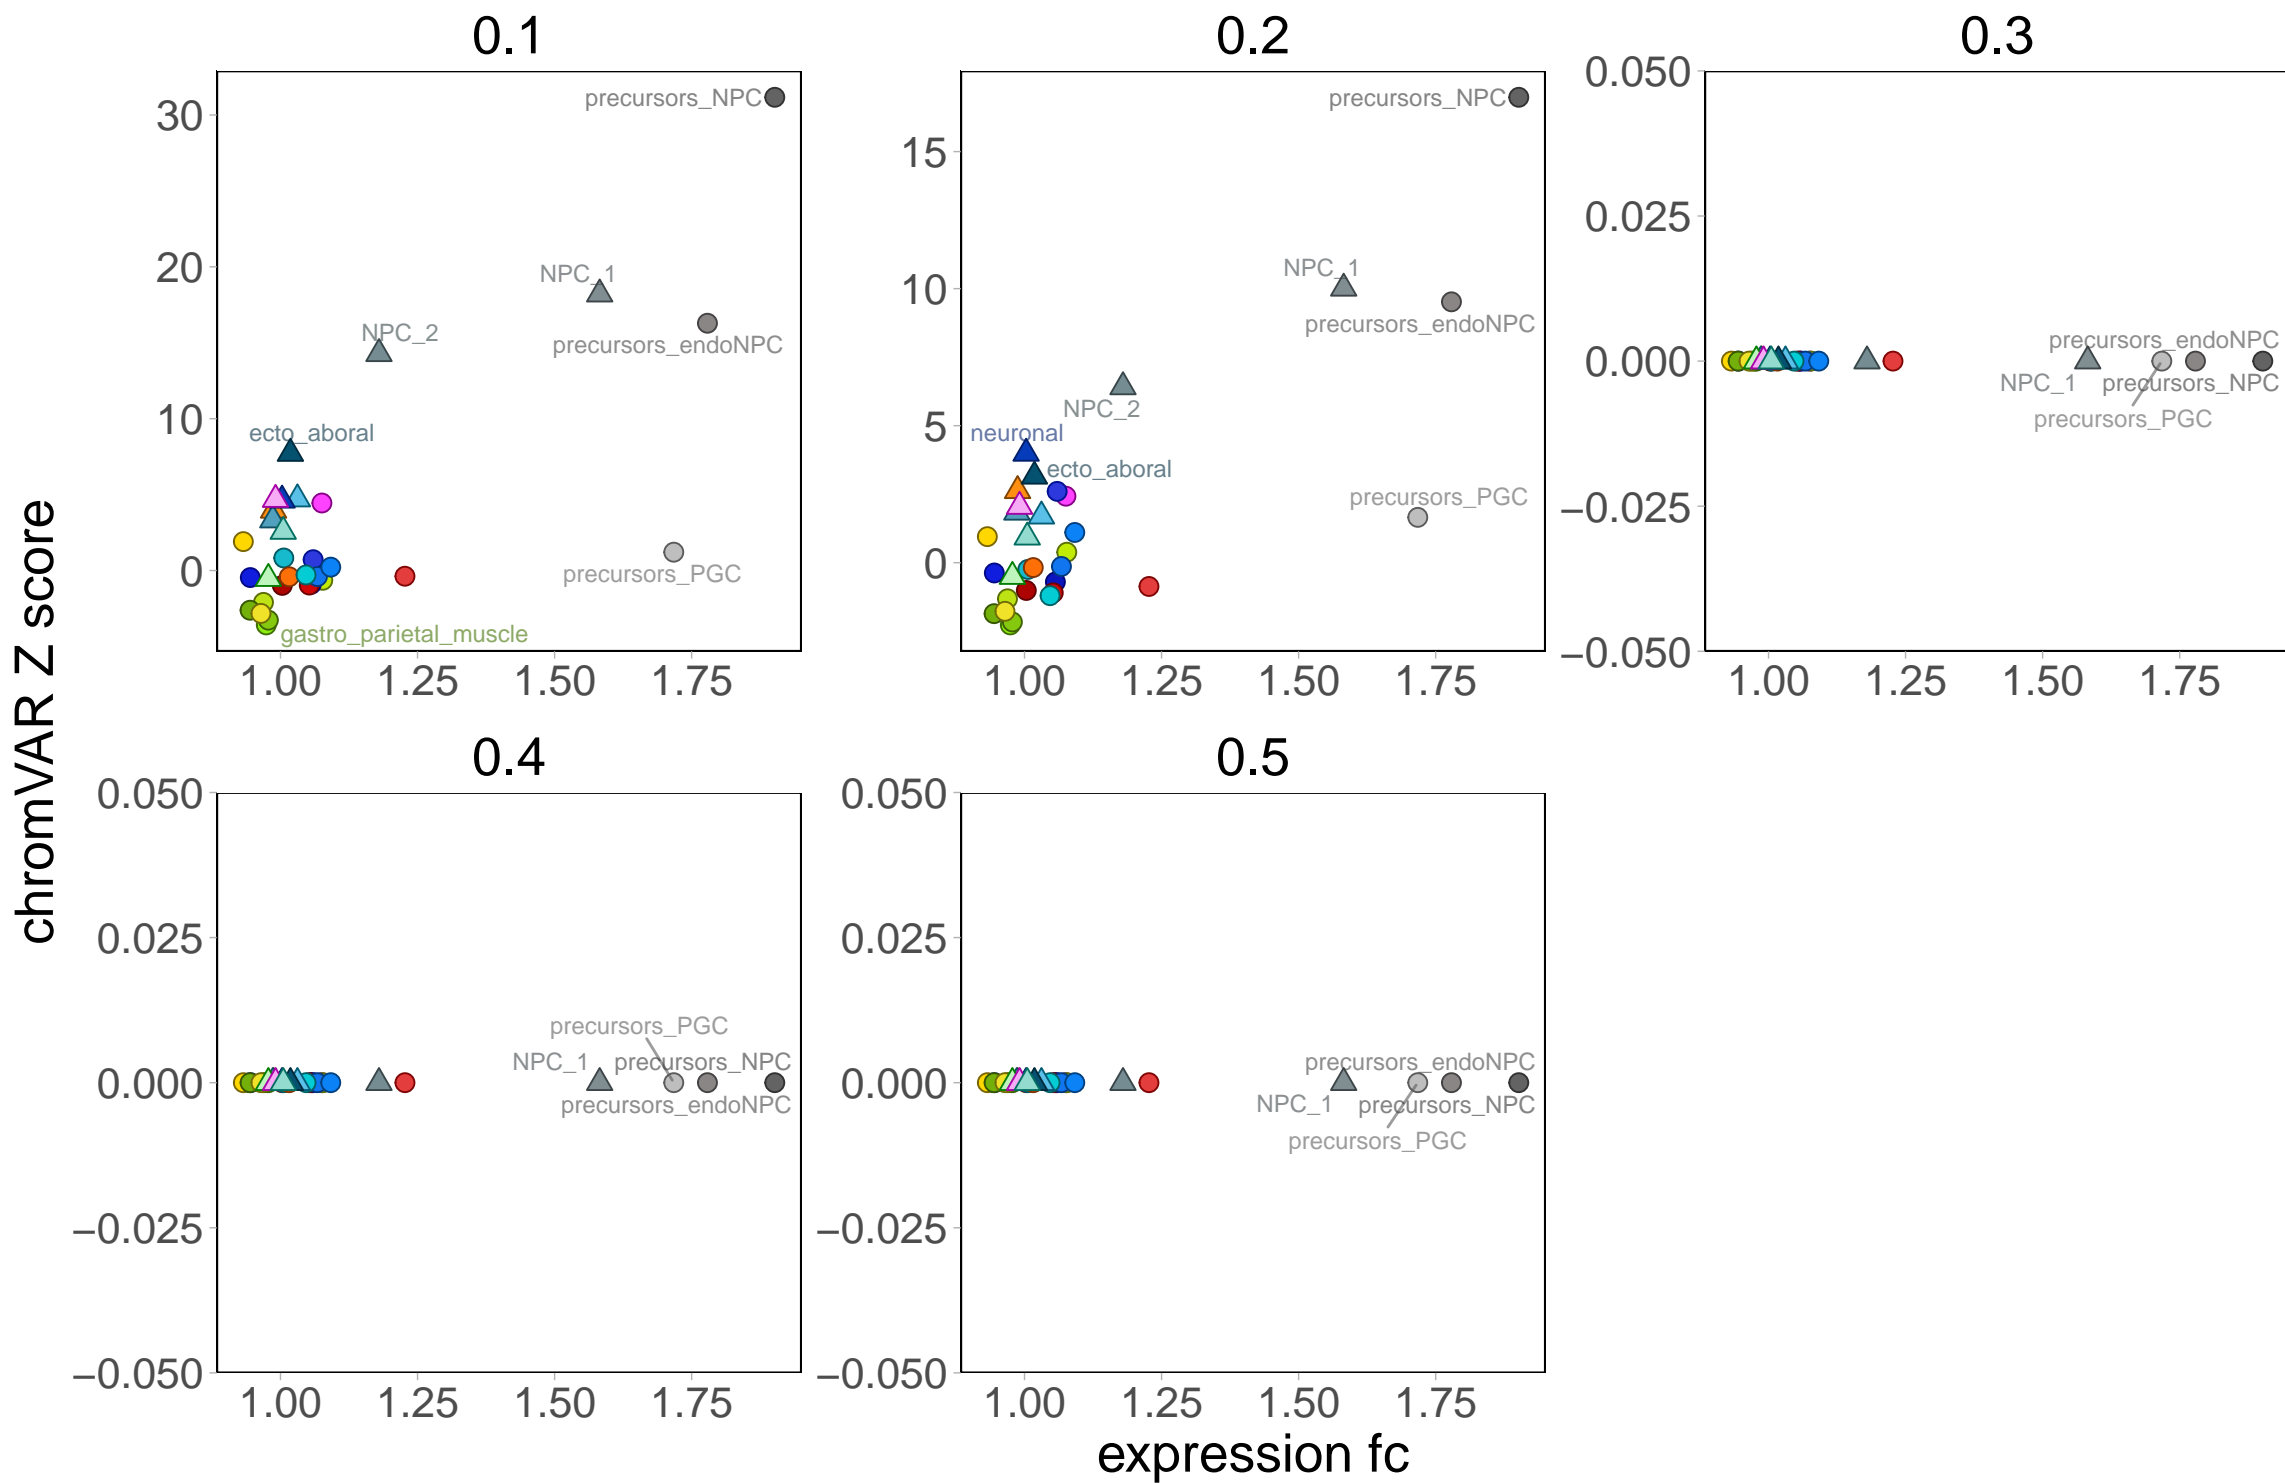 0.1
0.2
0.3
30
20
10
0
precursors_NPC
NPC_1
precursors_endoNPC
NPC_2
ecto_aboral
precursors_PGC
gastro_parietal_muscle
1.00
1.25
1.50
1.75
15
10
5
0
precursors_NPC
NPC_1
precursors_endoNPC
NPC_2
neuronal
ecto_aboral
precursors_PGC
1.00
1.25
1.50
1.75
0.050
0.025
0.000
−0.025
−0.050
precursors_endoNPC
NPC_1
precursors_NPC
precursors_PGC
1.00
1.25
1.50
1.75
chromVAR Z score
0.4
0.5
0.050
0.025
0.000
−0.025
−0.050
precursors_PGC
NPC_1
precursors_NPC
precursors_endoNPC
1.00
1.25
1.50
1.75
0.050
0.025
0.000
−0.025
−0.050
precursors_endoNPC
NPC_1
precursors_NPC
precursors_PGC
1.00
1.25
1.50
1.75
expression fc